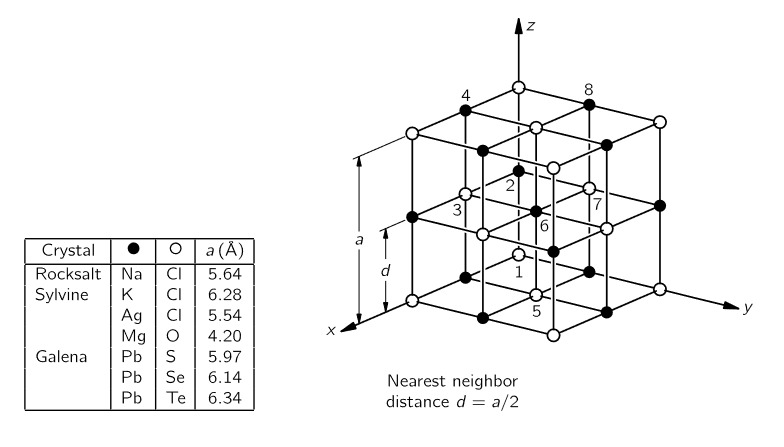 z
4
8
2
3
7
6
a
d
1
5
x
y
Crystal ● ○ a (Å)
Rocksalt Na Cl 5.64
Sylvine K Cl 6.28
Ag Cl 5.54
Mg O 4.20
Galena Pb S 5.97
Pb Se 6.14
Pb Te 6.34
Nearest neighbor
distance d = a/2